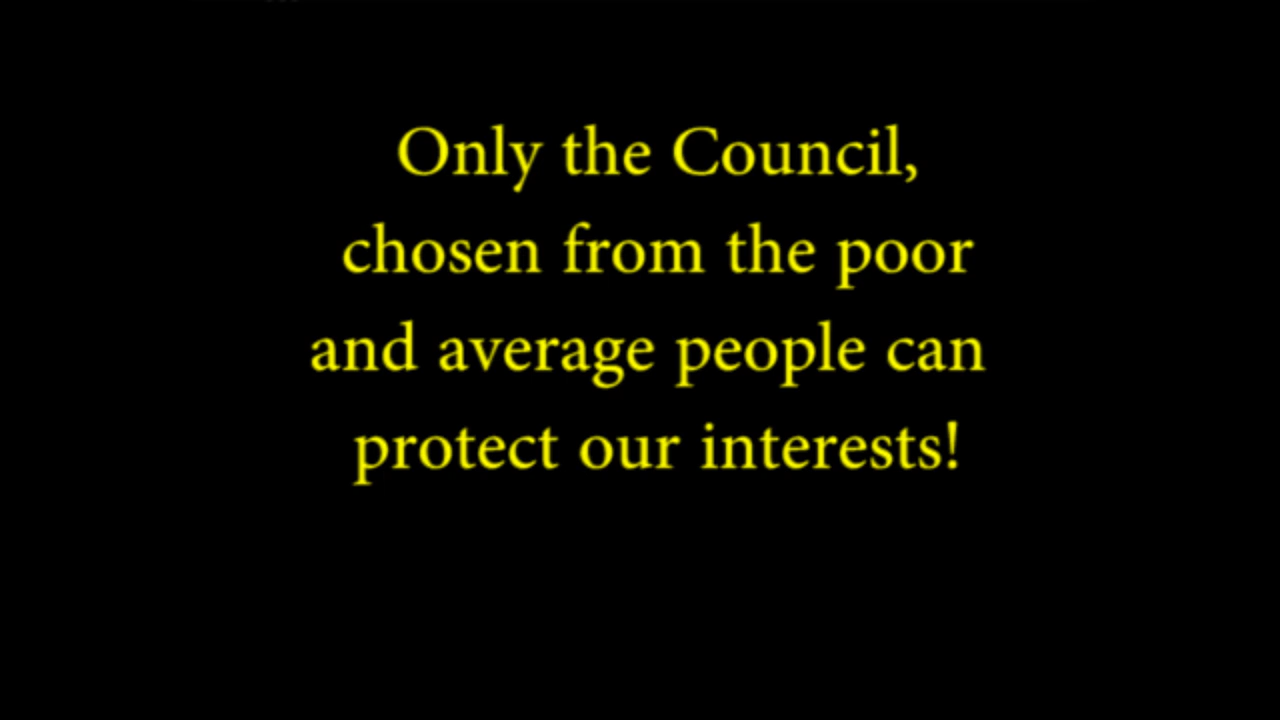 Only the Council,
chosen from the poor
and average people can
protect our interests!